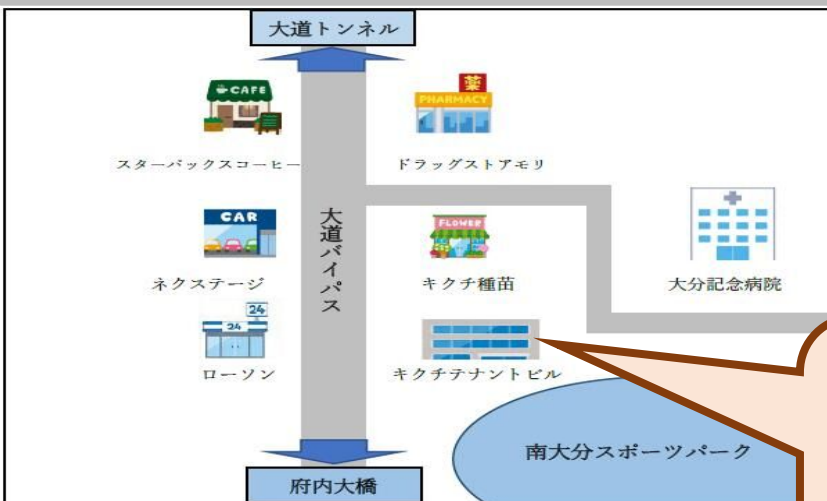 大道トンネル
CAFE
薬
PHARMACY
スターバックスコーヒー
ドラッグストアモリ
CAR
大道バイパス
FLOWER
ネクステージ
キクチ種苗
大分記念病院
24
24
ローソン
キクチテナントビル
南大分スポーツパーク
府内大橋